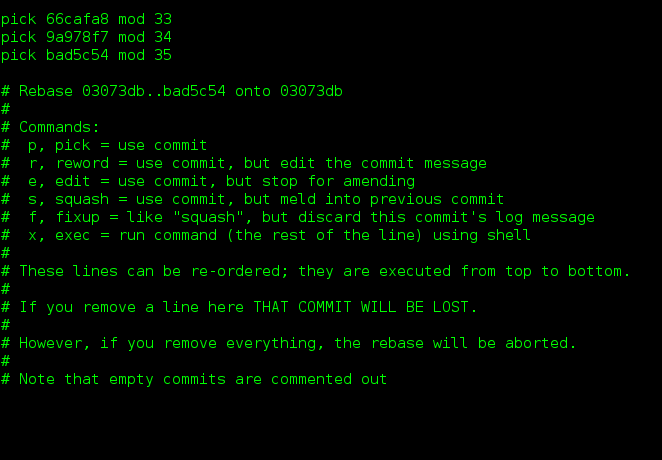 pick 66cafa8 mod 33
pick 9a978f7 mod 34
pick bad5c54 mod 35
# Rebase 03073db..bad5c54 onto 03073db
#
# Commands:
#  p, pick = use commit
#  r, reword = use commit, but edit the commit message
#  e, edit = use commit, but stop for amending
#  s, squash = use commit, but meld into previous commit
#  f, fixup = like "squash", but discard this commit's log message
#  x, exec = run command (the rest of the line) using shell
#
# These lines can be re-ordered; they are executed from top to bottom.
#
# If you remove a line here THAT COMMIT WILL BE LOST.
#
# However, if you remove everything, the rebase will be aborted.
#
# Note that empty commits are commented out